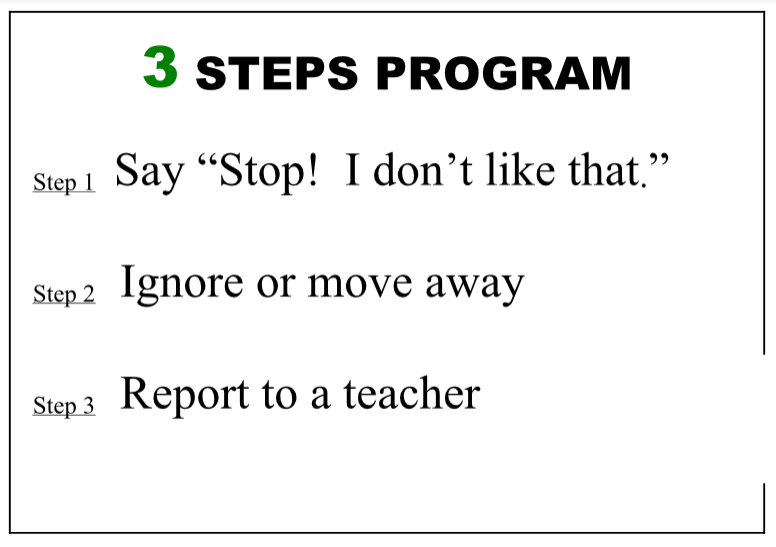 3 STEPS PROGRAM
Step 1 Say “Stop!  I don’t like that.”
Step 2 Ignore or move away
Step 3 Report to a teacher